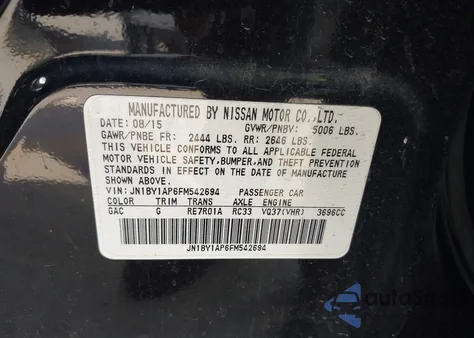 MANUFACTURED BY NISSAN MOTOR CO.,LTD.
DATE: 08/15 GVWR/PNBV: 5006 LBS.
GAWR/PNBE FR: 2444 LBS. RR: 2646 LBS.
THIS VEHICLE CONFORMS TO ALL APPLICABLE FEDERAL
MOTOR VEHICLE SAFETY, BUMPER, AND THEFT PREVENTION
STANDARDS IN EFFECT ON THE DATE OF MANUFACTURE
SHOWN ABOVE.
VIN: JN1BY1AP6FM542694 PASSENGER CAR
COLOR TRIM TRANS AXLE ENGINE
GAC G RE7R01A RC33 VQ37(VHR) 3696CC
JN1BY1AP6FM542694